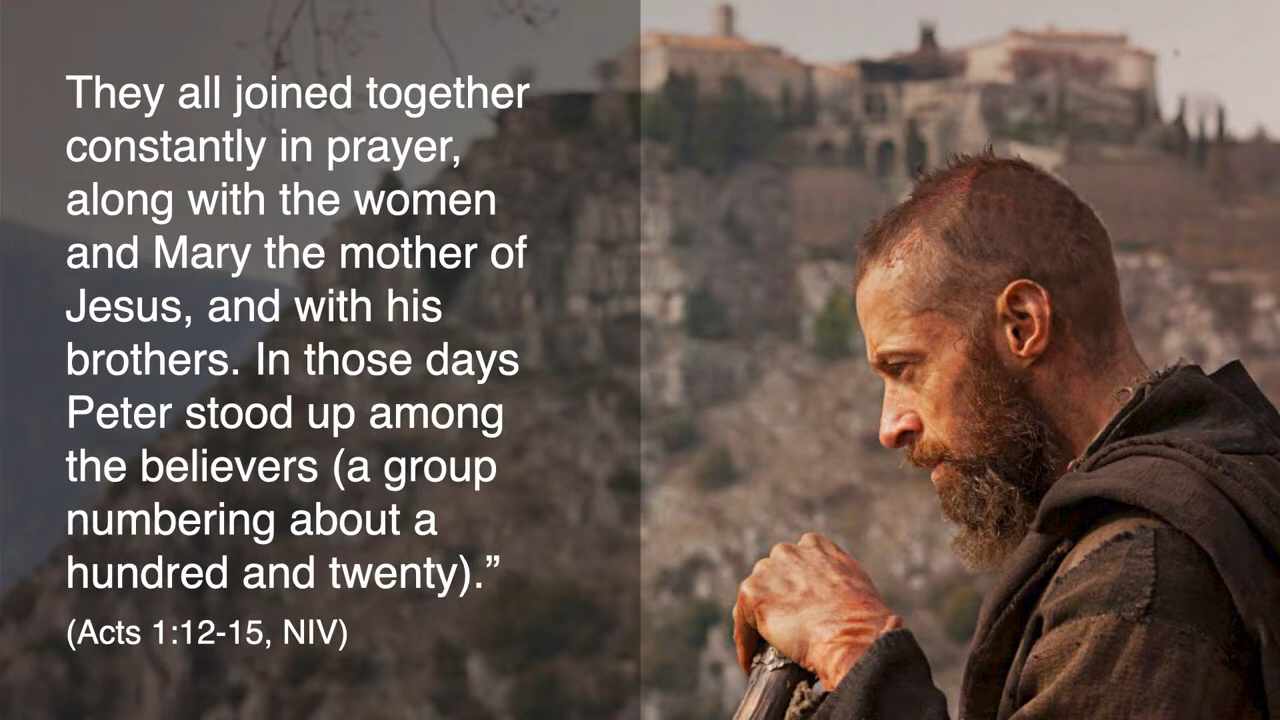 They all joined together
constantly in prayer,
along with the women
and Mary the mother of
Jesus, and with his
brothers. In those days
Peter stood up among
the believers (a group
numbering about a
hundred and twenty).”
(Acts 1:12-15, NIV)